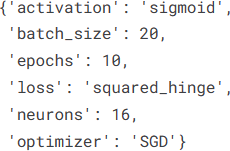 {'activation': 'sigmoid',
'batch_size': 20,
'epochs': 10,
'loss': 'squared_hinge',
'neurons': 16,
'optimizer': 'SGD'}